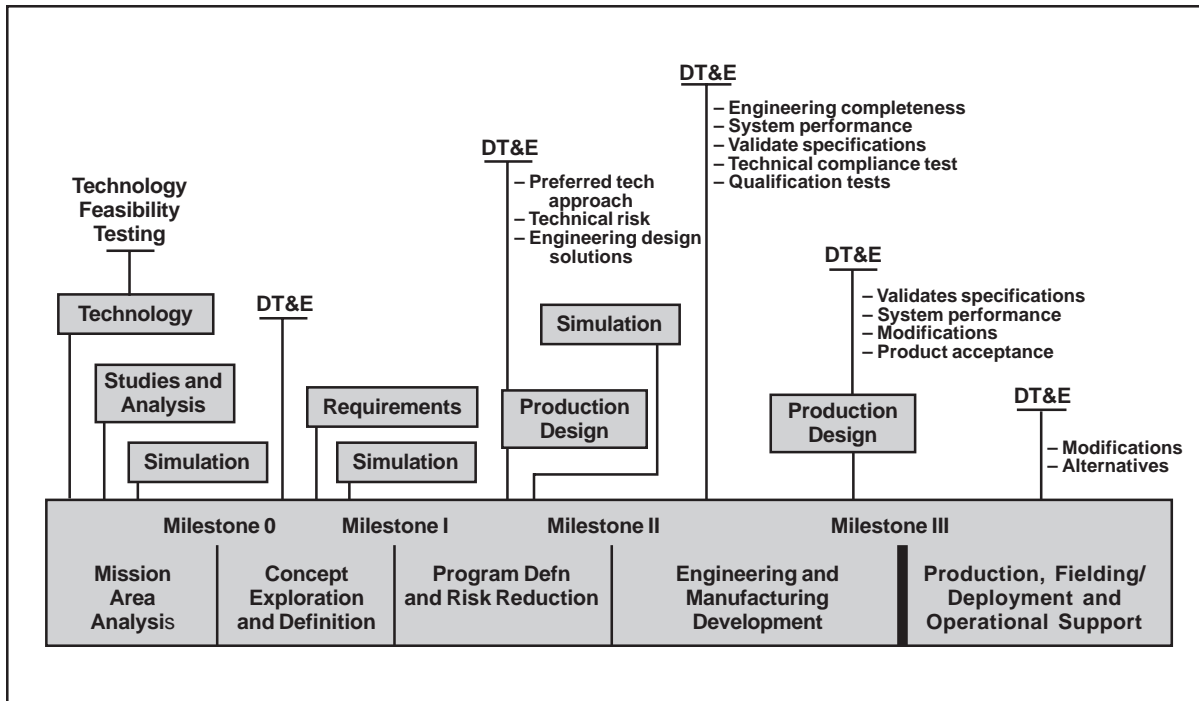 DT&E
– Engineering completeness
– System performance
– Validate specifications
– Technical compliance test
– Qualification tests
DT&E
– Preferred tech
approach
– Technical risk
– Engineering design
solutions
Technology
Feasibility
Testing
DT&E
– Validates specifications
– System performance
– Modifications
– Product acceptance
Technology
DT&E
Simulation
Studies and
Analysis
Requirements
Production
Design
Production
Design
DT&E
– Modifications
– Alternatives
Simulation
Simulation
Milestone 0
Milestone I
Milestone II
Milestone III
Mission
Area
Analysis
Concept
Exploration
and Definition
Program Defn
and Risk Reduction
Engineering and
Manufacturing
Development
Production, Fielding/
Deployment and
Operational Support